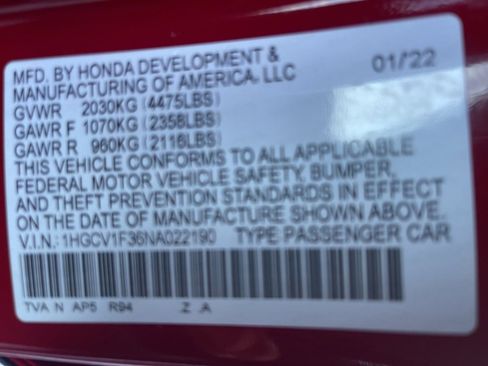 MFD. BY HONDA DEVELOPMENT & 01/22
MANUFACTURING OF AMERICA, LLC
GVWR 2030KG (4475LBS)
GAWR F 1070KG (2358LBS)
GAWR R 960KG (2116LBS)
THIS VEHICLE CONFORMS TO ALL APPLICABLE
FEDERAL MOTOR VEHICLE SAFETY, BUMPER,
AND THEFT PREVENTION STANDARDS IN EFFECT
ON THE DATE OF MANUFACTURE SHOWN ABOVE.
V.I.N.: 1HGCV1F36NA022190 TYPE PASSENGER CAR
TVA N AP5 R94 Z A